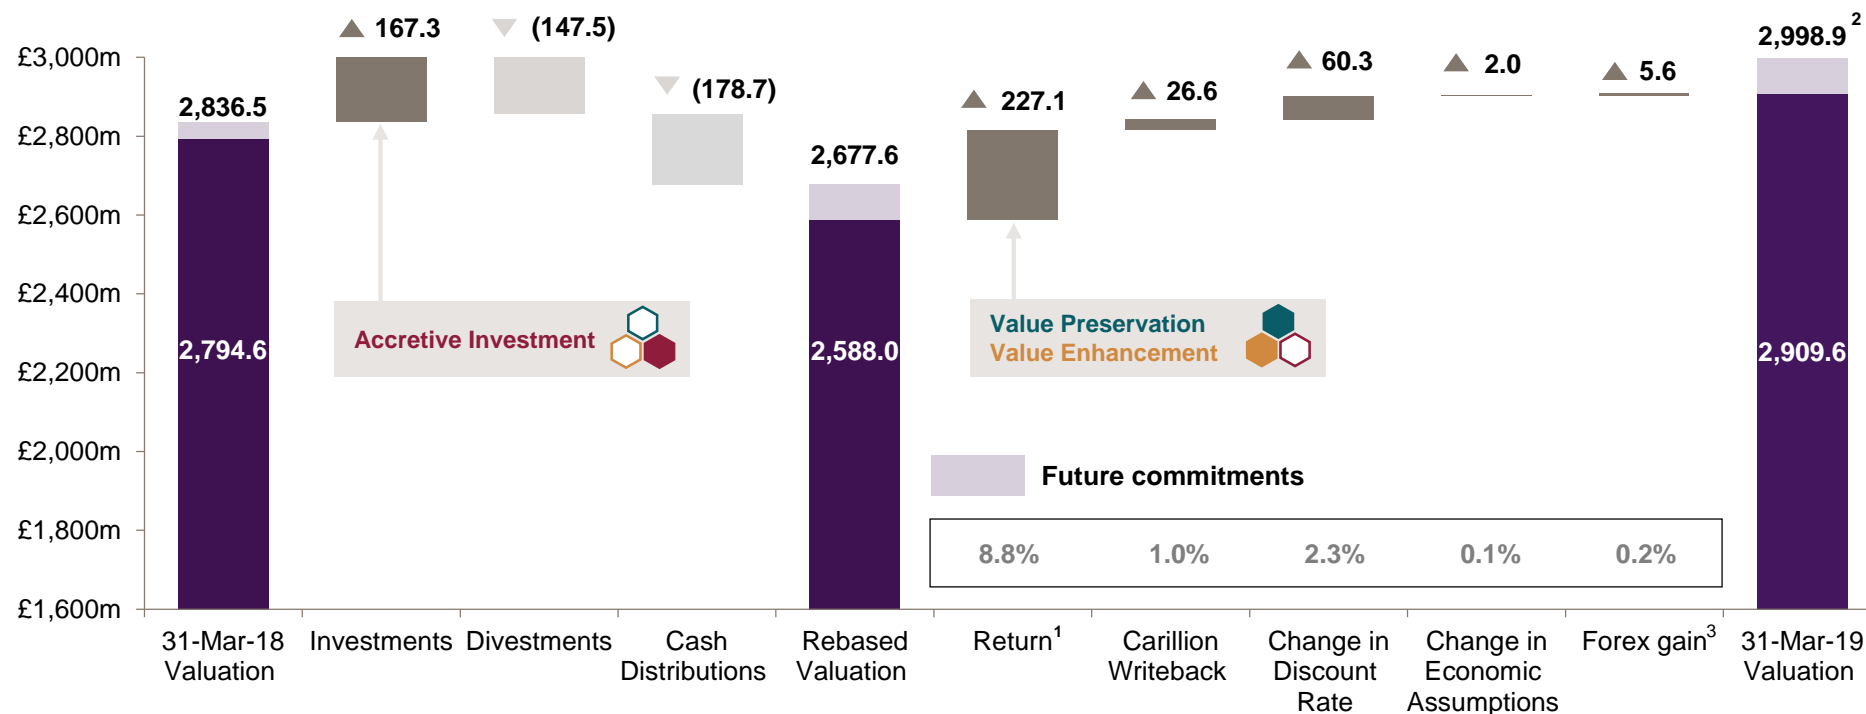 167.3
(147.5)
2,998.9 2
£3,000m
60.3
2.0
5.6
(178.7)
227.1
26.6
2,836.5
£2,800m
2,677.6
£2,600m
£2,400m
Accretive Investment
Value Preservation
Value Enhancement
2,794.6
2,588.0
2,909.6
£2,200m
£2,000m
Future commitments
£1,800m
8.8% 1.0% 2.3% 0.1% 0.2%
£1,600m
31-Mar-18
Valuation
Investments
Divestments
Cash
Distributions
Rebased
Valuation
Return1
Carillion
Writeback
Change in
Discount
Rate
Change in
Economic
Assumptions
Forex gain3
31-Mar-19
Valuation